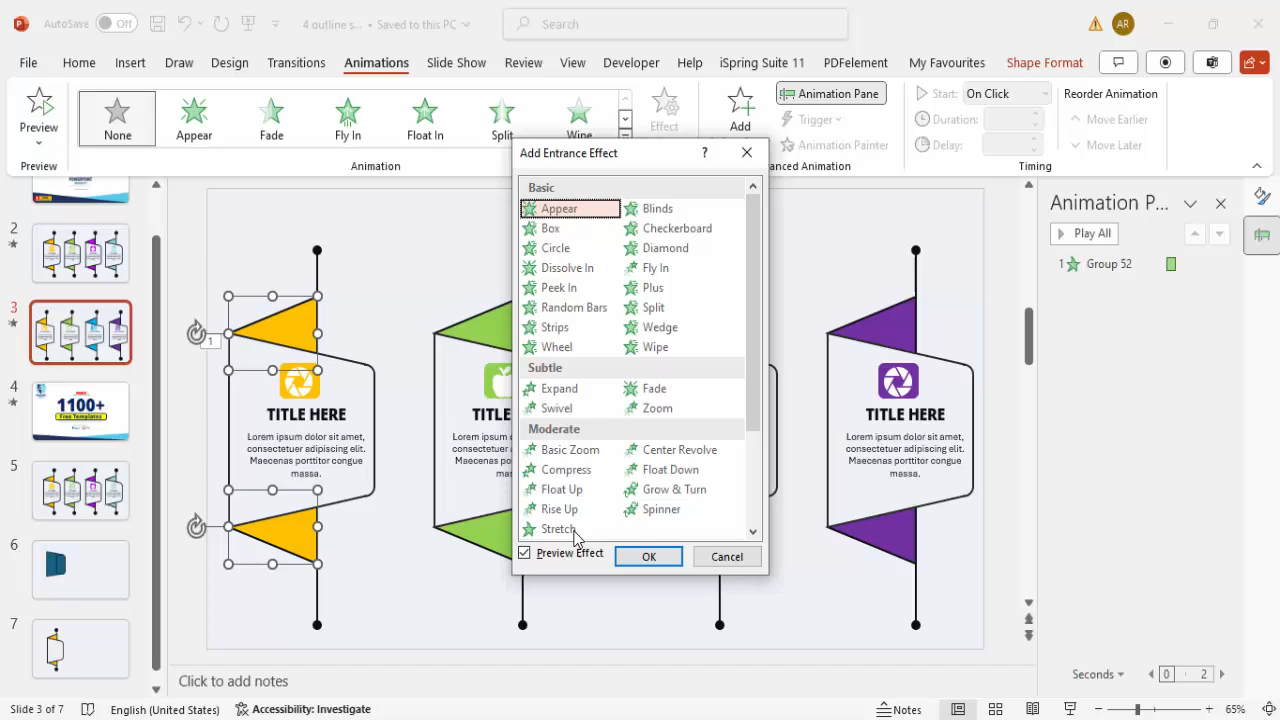 AutoSave Off 4 outline s... • Saved to this PC Search AR
File Home Insert Draw Design Transitions Animations Slide Show Review View Developer Help iSpring Suite 11 PDFelement My Favourites Shape Format
Preview None Appear Fade Fly In Float In Split Wipe Effect Add
Animation Pane
Trigger
Animation Painter
Start: On Click
Duration:
Delay:
Reorder Animation
Move Earlier
Move Later
Preview Animation Timing
Add Entrance Effect ?
Basic
Appear Blinds
Box Checkerboard
Circle Diamond
Dissolve In Fly In
Peek In Plus
Random Bars Split
Strips Wedge
Wheel Wipe
Subtle
Expand Fade
Swivel Zoom
Moderate
Basic Zoom Center Revolve
Compress Float Down
Float Up Grow & Turn
Rise Up Spinner
Stretch
Preview Effect OK Cancel
2
3
4
1100+
Free Templates
5
6
7
1
TITLE HERE
Lorem ipsum dolor sit amet,
consectetuer adipiscing elit.
Maecenas porttitor congue
massa.
TITLE HERE
Lorem ipsum dolor sit amet,
consectetuer adipiscing elit.
Maecenas porttitor congue
massa.
Animation P...
Play All
1 Group 52
Seconds 0 2
Click to add notes
Slide 3 of 7 English (United States) Accessibility: Investigate Notes 65%